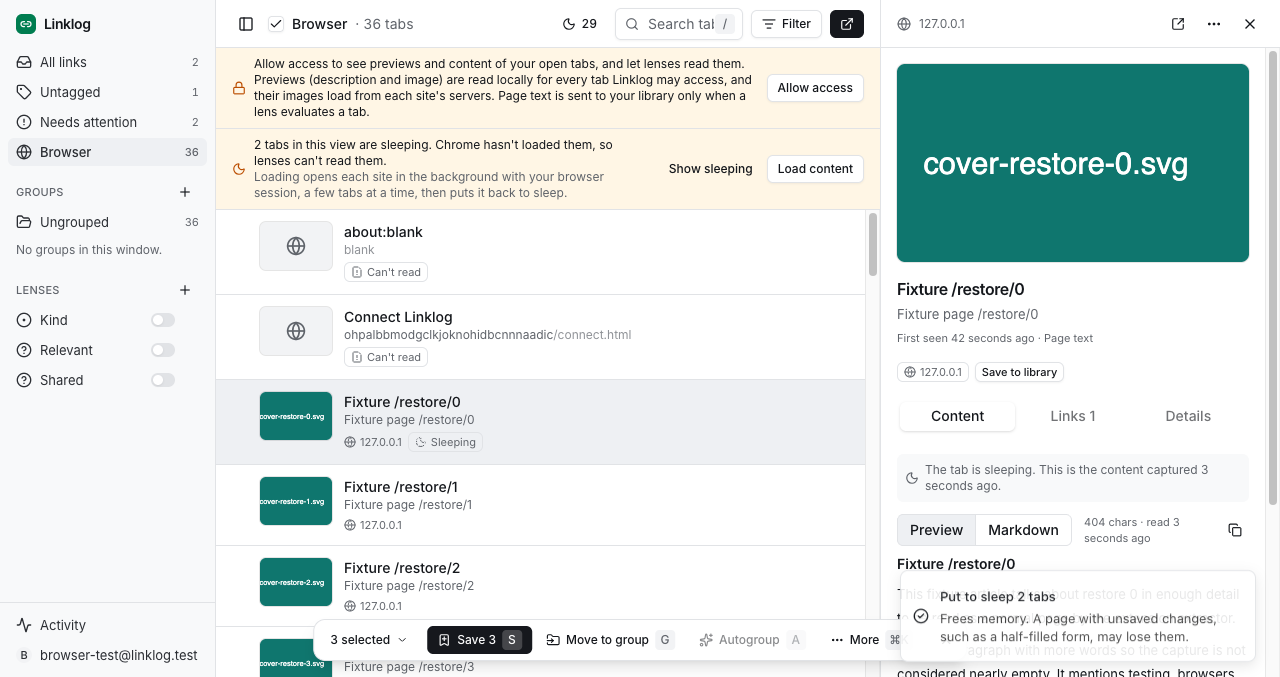 Linklog
All links 2
Untagged 1
Needs attention 2
Browser 36
GROUPS
Ungrouped 36
No groups in this window.
LENSES
Kind
Relevant
Shared
Activity
B browser-test@linklog.test
Browser · 36 tabs
29
Search tab /
Filter
Allow access to see previews and content of your open tabs, and let lenses read them.
Previews (description and image) are read locally for every tab Linklog may access, and
their images load from each site's servers. Page text is sent to your library only when a
lens evaluates a tab.
Allow access
2 tabs in this view are sleeping. Chrome hasn't loaded them, so
lenses can't read them.
Loading opens each site in the background with your browser
session, a few tabs at a time, then puts it back to sleep.
Show sleeping
Load content
about:blank
blank
Can't read
Connect Linklog
ohpalbbmodgclkjoknohidbcnnnaadic/connect.html
Can't read
cover-restore-0.svg
Fixture /restore/0
Fixture page /restore/0
127.0.0.1 Sleeping
cover-restore-1.svg
Fixture /restore/1
Fixture page /restore/1
127.0.0.1
cover-restore-2.svg
Fixture /restore/2
Fixture page /restore/2
127.0.0.1
cover-restore-3.svg
Fixture page /restore/3
3 selected
Save 3 S
Move to group G
Autogroup A
More ⌘
127.0.0.1
cover-restore-0.svg
Fixture /restore/0
Fixture page /restore/0
First seen 42 seconds ago · Page text
127.0.0.1
Save to library
Content
Links 1
Details
The tab is sleeping. This is the content captured 3
seconds ago.
Preview
Markdown
404 chars · read 3
seconds ago
Fixture /restore/0
This fix about restore 0 in enough detail
Put to sleep 2 tabs
Frees memory. A page with unsaved changes,
such as a half-filled form, may lose them.
agraph with more words so the capture is not
considered nearly empty. It mentions testing, browsers